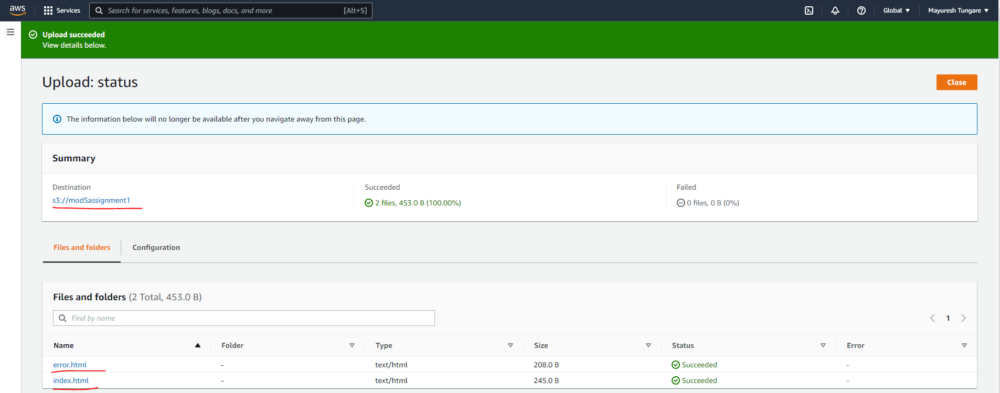 aws Services Search for services, features, blogs, docs, and more [Alt+S] Global Mayuresh Tungare
Upload succeeded
View details below.
Upload: status
Close
The information below will no longer be available after you navigate away from this page.
Summary
Destination Succeeded Failed
s3://mod5assignment1 2 files, 453.0 B (100.00%) 0 files, 0 B (0%)
Files and folders Configuration
Files and folders (2 Total, 453.0 B)
Find by name 1
Name Folder Type Size Status Error
error.html - text/html 208.0 B Succeeded -
index.html - text/html 245.0 B Succeeded -